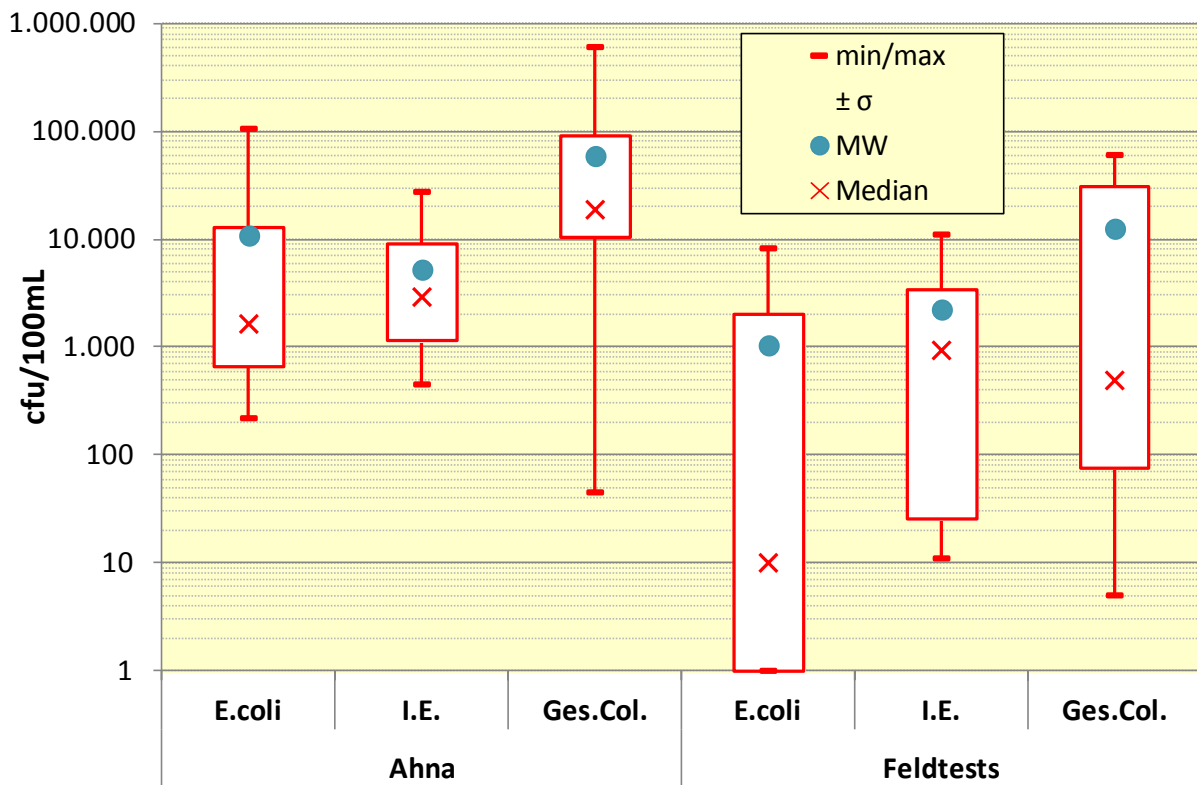 1.000.000
100.000
10.000
1.000
100
10
1
cfu/100mL
min/max
± σ
MW
Median
E.coli I.E. Ges.Col. E.coli I.E. Ges.Col.
Ahna Feldtests